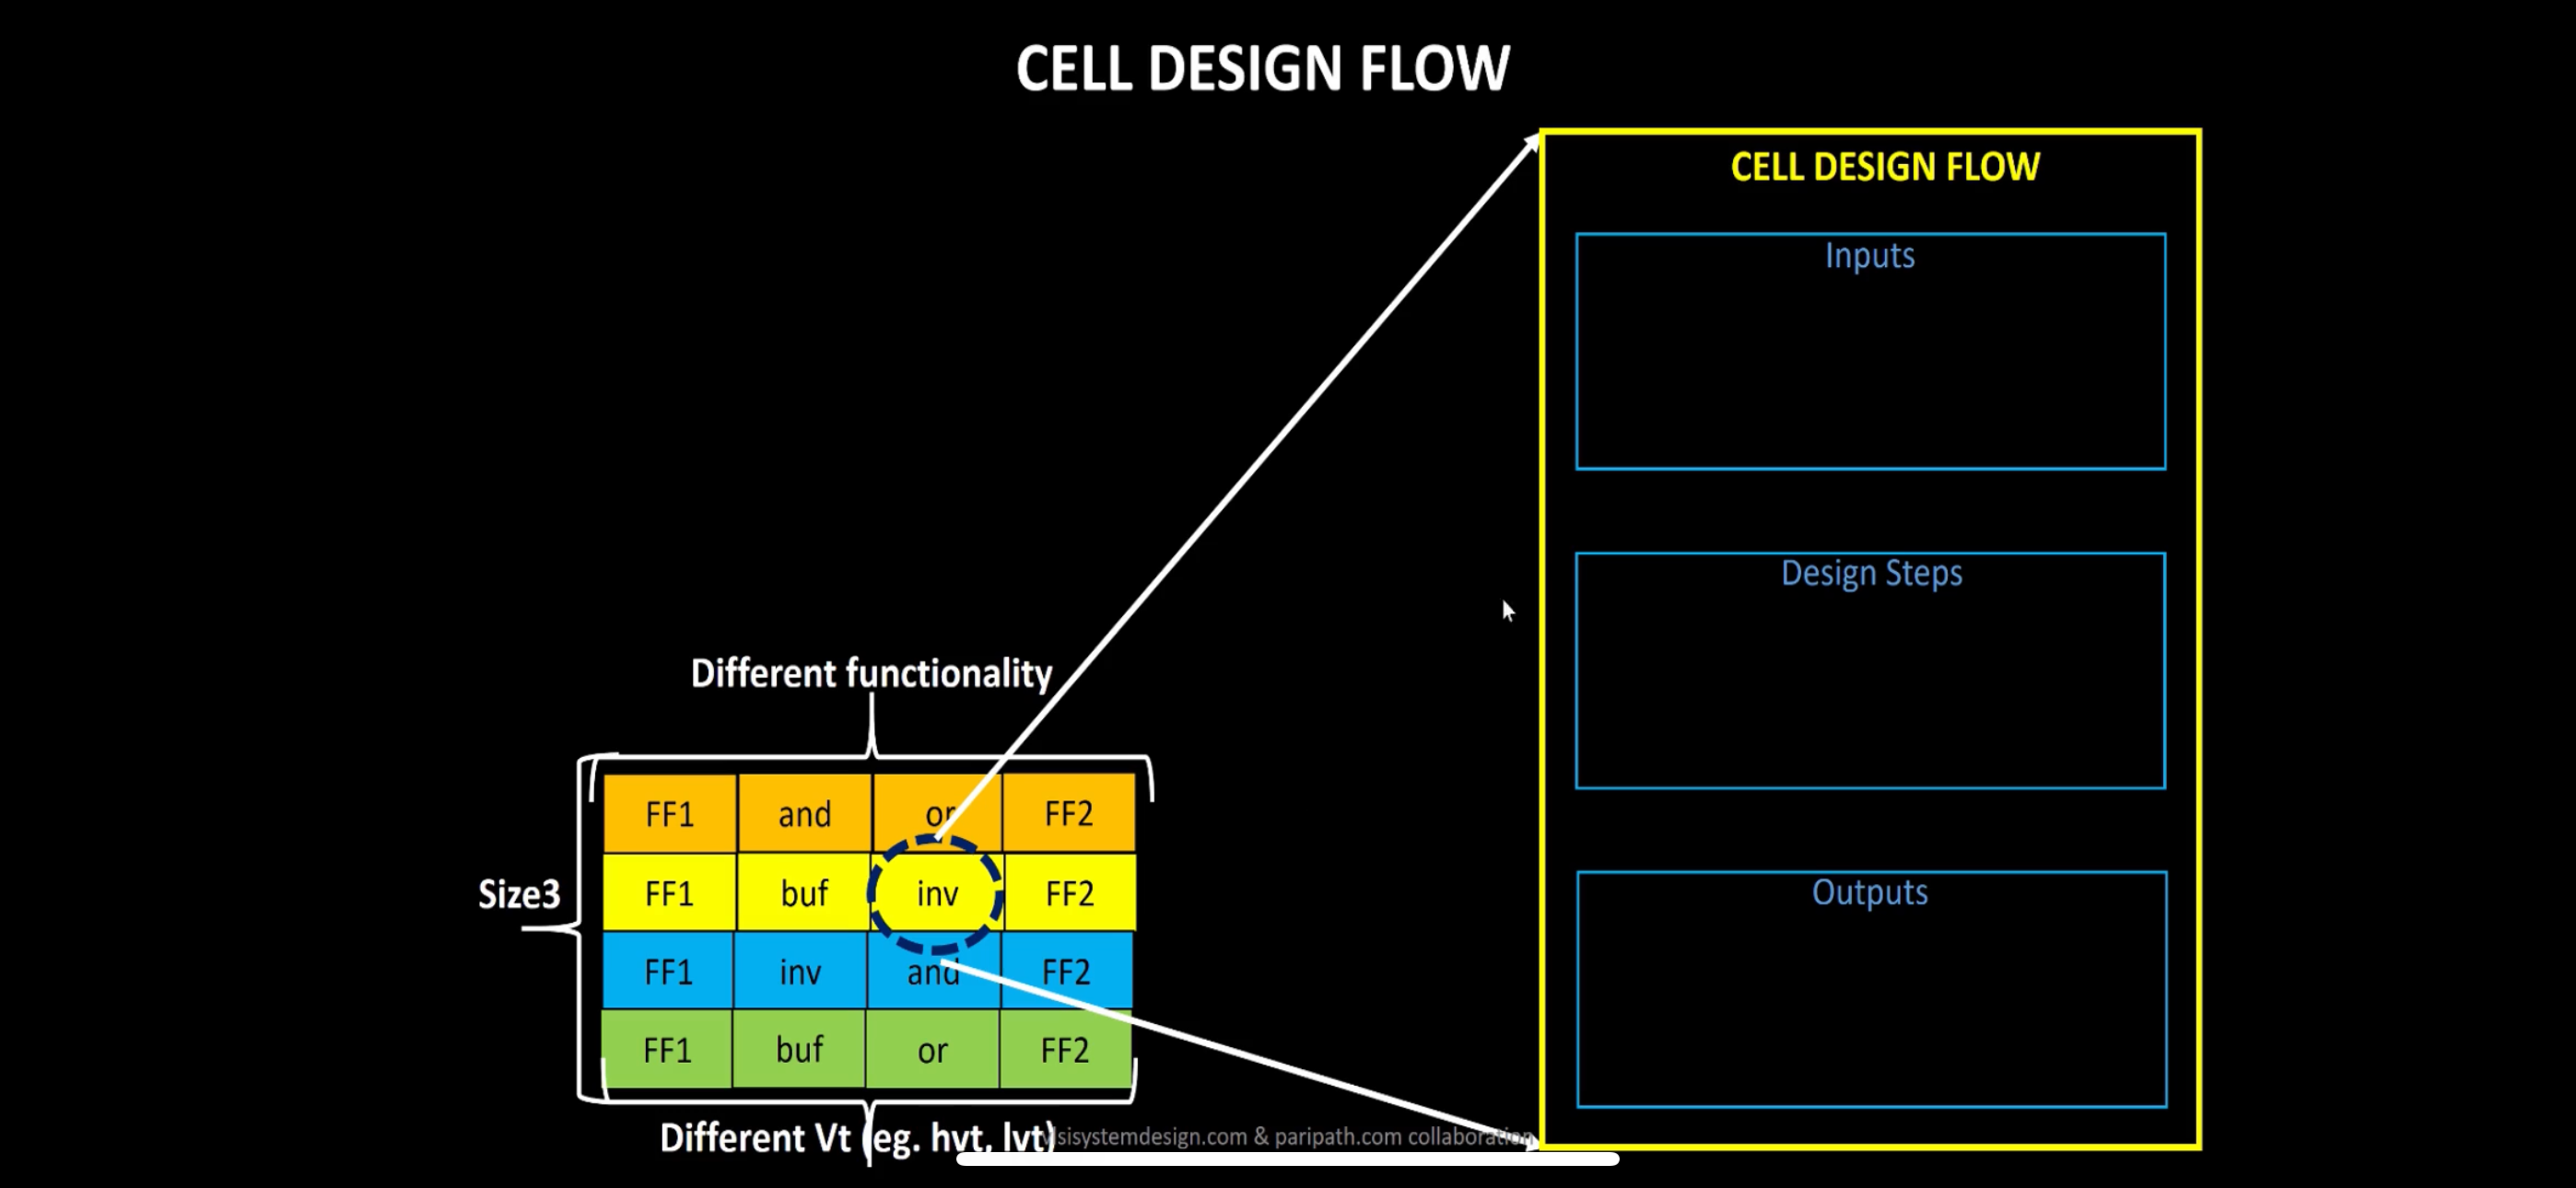 CELL DESIGN FLOW
CELL DESIGN FLOW
Inputs
Design Steps
Outputs
Different functionality
Size3
FF1 and or FF2
FF1 buf inv FF2
FF1 inv and FF2
FF1 buf or FF2
Different Vt (eg. hvt, lvt)
vlsisystemdesign.com & paripath.com collaboration